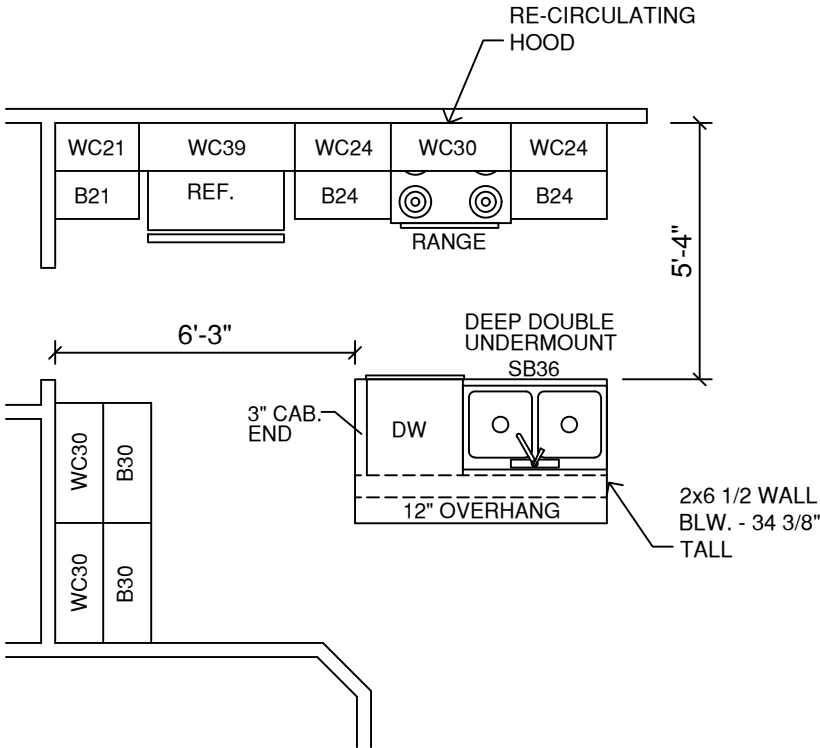 RE-CIRCULATING
HOOD
WC21
WC39
WC24
WC30
WC24
B21
REF.
B24
B24
RANGE
5'-4"
6'-3"
DEEP DOUBLE
UNDERMOUNT
SB36
3" CAB.
END
DW
WC30
B30
12" OVERHANG
2x6 1/2 WALL
BLW. - 34 3/8"
TALL
WC30
B30